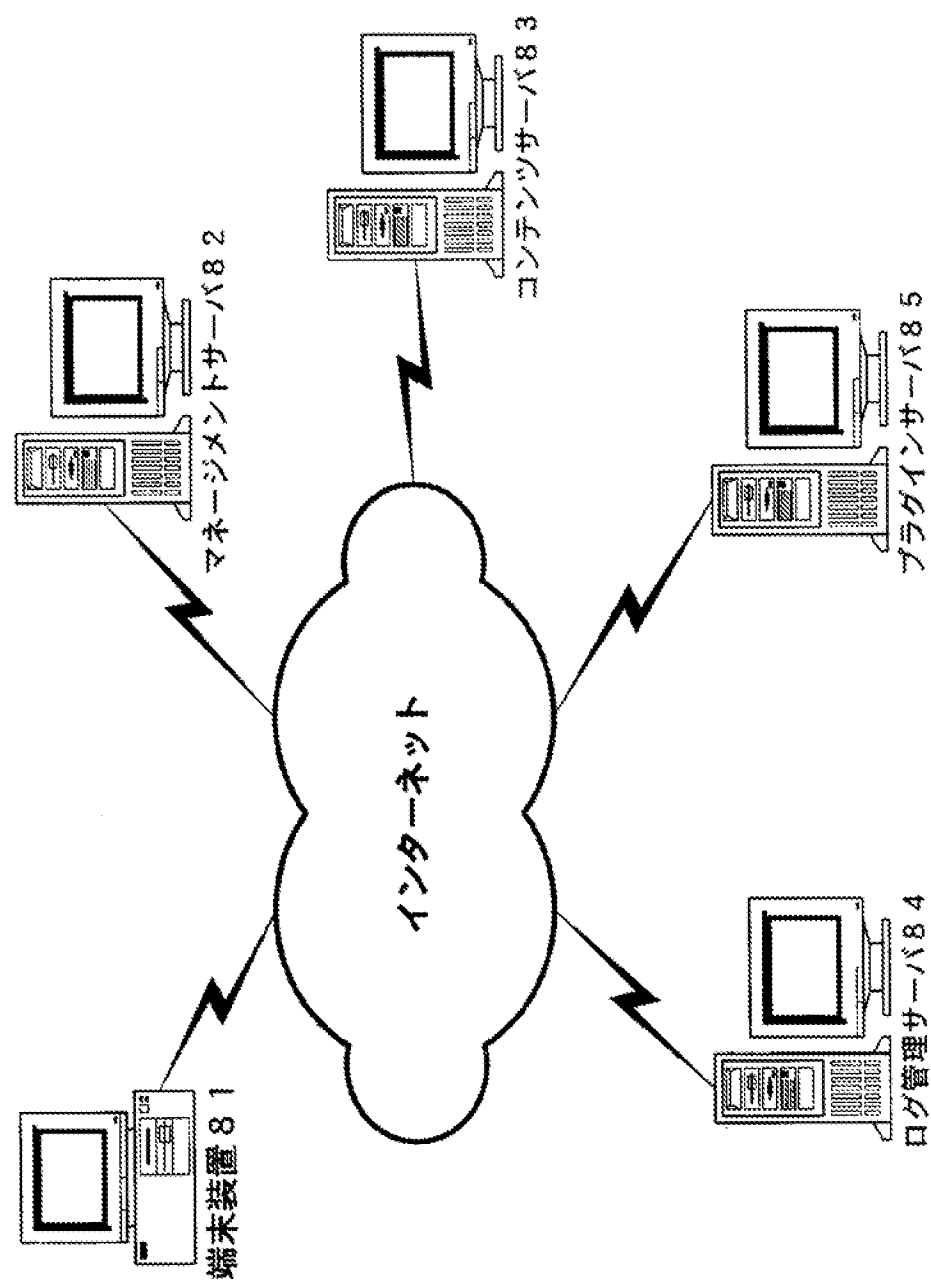 端末装置８１
マネージメントサーバ８２
コンテンツサーバ８３
インターネット
ログ管理サーバ８４
プラグインサーバ８５